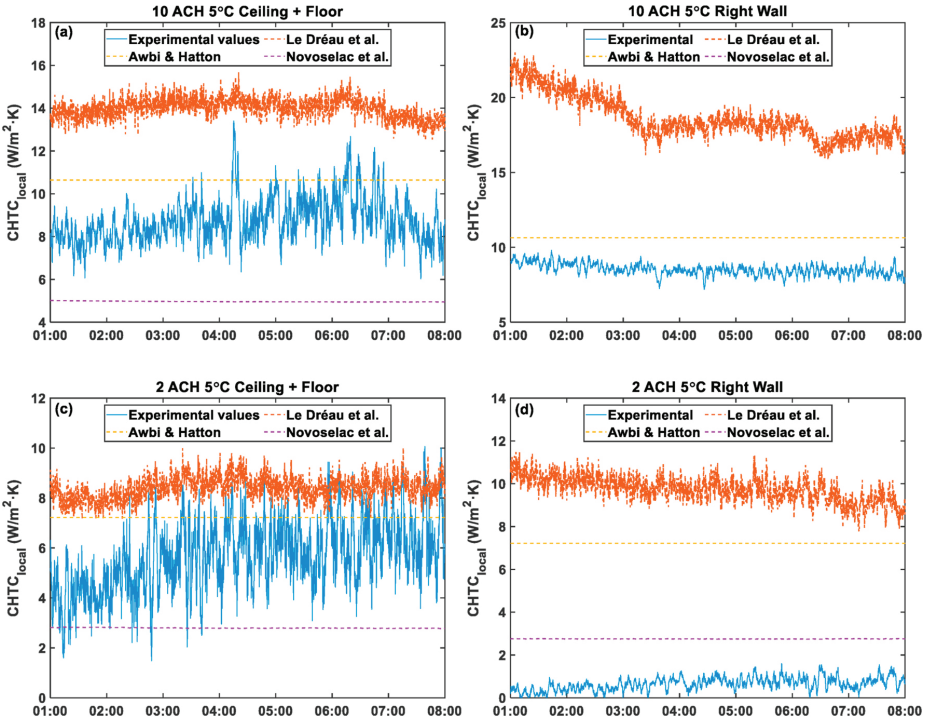 10 ACH 5°C Ceiling + Floor
(a)
Experimental values
Le Dréau et al.
Awbi & Hatton
Novoselac et al.
CHTC_local (W/m²·K)
18
16
14
12
10
8
6
4
01:00 02:00 03:00 04:00 05:00 06:00 07:00 08:00
10 ACH 5°C Right Wall
(b)
Experimental
Le Dréau et al.
Awbi & Hatton
Novoselac et al.
CHTC_local (W/m²·K)
25
20
15
10
5
01:00 02:00 03:00 04:00 05:00 06:00 07:00 08:00
2 ACH 5°C Ceiling + Floor
(c)
Experimental values
Le Dréau et al.
Awbi & Hatton
Novoselac et al.
CHTC_local (W/m²·K)
12
10
8
6
4
2
0
01:00 02:00 03:00 04:00 05:00 06:00 07:00 08:00
2 ACH 5°C Right Wall
(d)
Experimental
Le Dréau et al.
Awbi & Hatton
Novoselac et al.
CHTC_local (W/m²·K)
14
12
10
8
6
4
2
0
01:00 02:00 03:00 04:00 05:00 06:00 07:00 08:00